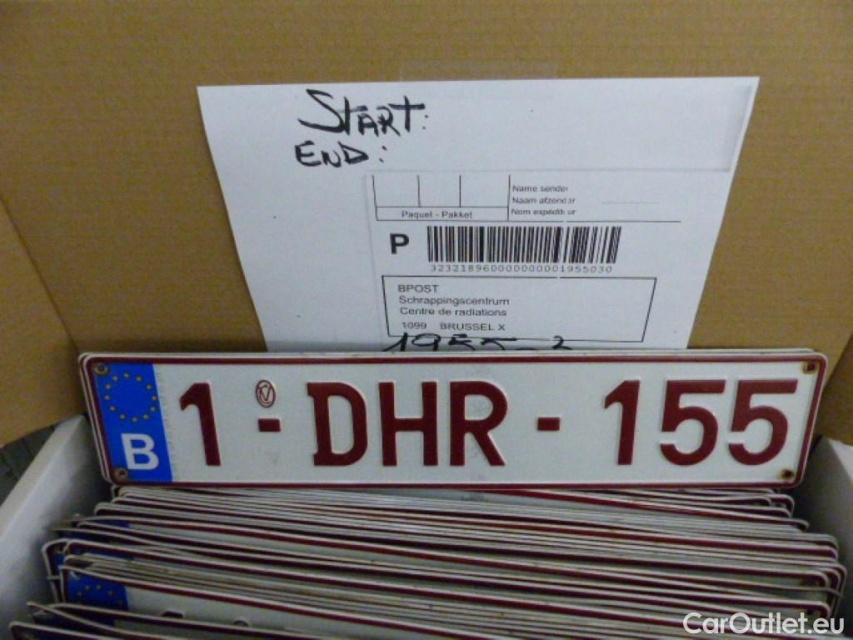 START:
END:
Name sender
Naam afzender
Nom expéditeur
Paquet - Pakket
P
323218960000000001955030
BPOST
Schrappingscentrum
Centre de radiations
1099 BRUSSEL X
1 - DHR - 155
B
CarOutlet.eu